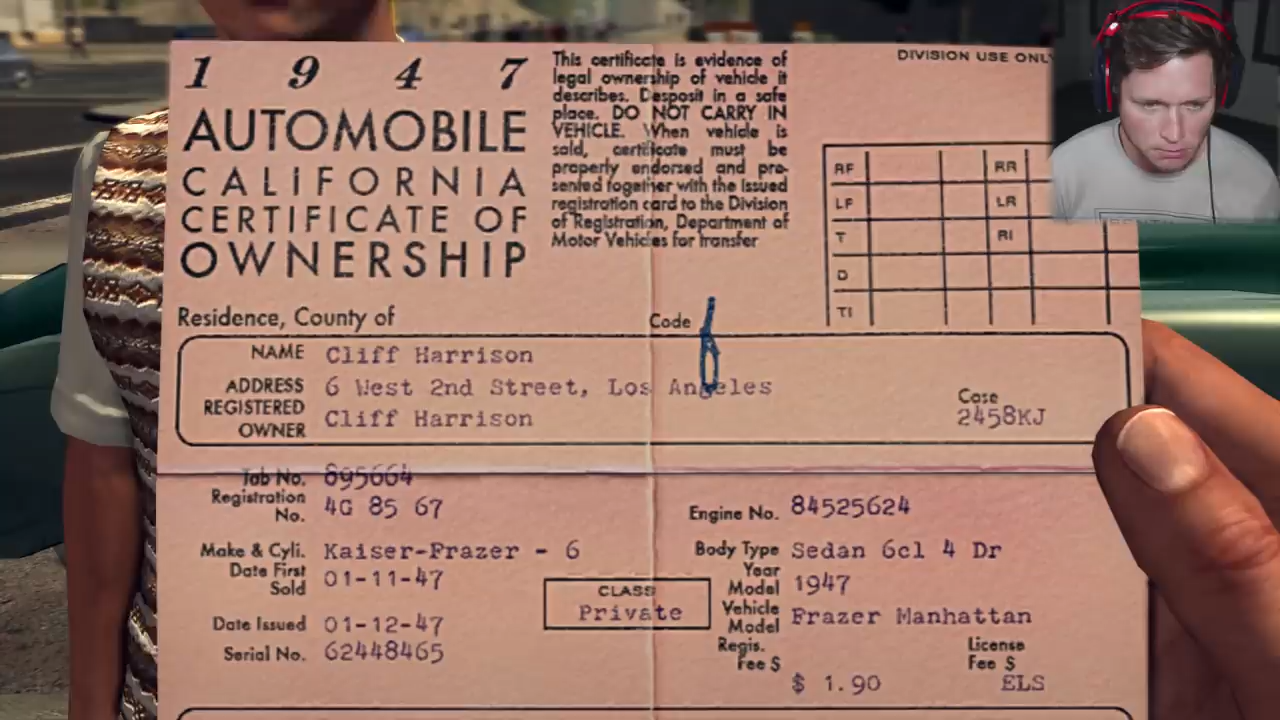 1 9 4 7
AUTOMOBILE
CALIFORNIA
CERTIFICATE OF
OWNERSHIP
This certificate is evidence of
legal ownership of vehicle it
describes. Desposit in a safe
place. DO NOT CARRY IN
VEHICLE. When vehicle is
sold, certificate must be
properly endorsed and pre-
sented together with the Issued
registration card to the Division
of Registration, Department of
Motor Vehicles for transfer
DIVISION USE ONLY
RF RR
LF LR
T RI
D
TI
Residence, County of
Code
NAME Cliff Harrison
ADDRESS 6 West 2nd Street, Los Angeles
REGISTERED OWNER Cliff Harrison
Case
2458KJ
Tab No. 895664
Registration No. 4G 85 67
Engine No. 84525624
Make & Cyli. Kaiser-Frazer - 6
Body Type Sedan 6cl 4 Dr
Date First Sold 01-11-47
CLASS
Private
Year Model 1947
Date Issued 01-12-47
Vehicle Model Frazer Manhattan
Serial No. 62448465
Regis. Fee $
$ 1.90
License Fee $
ELS